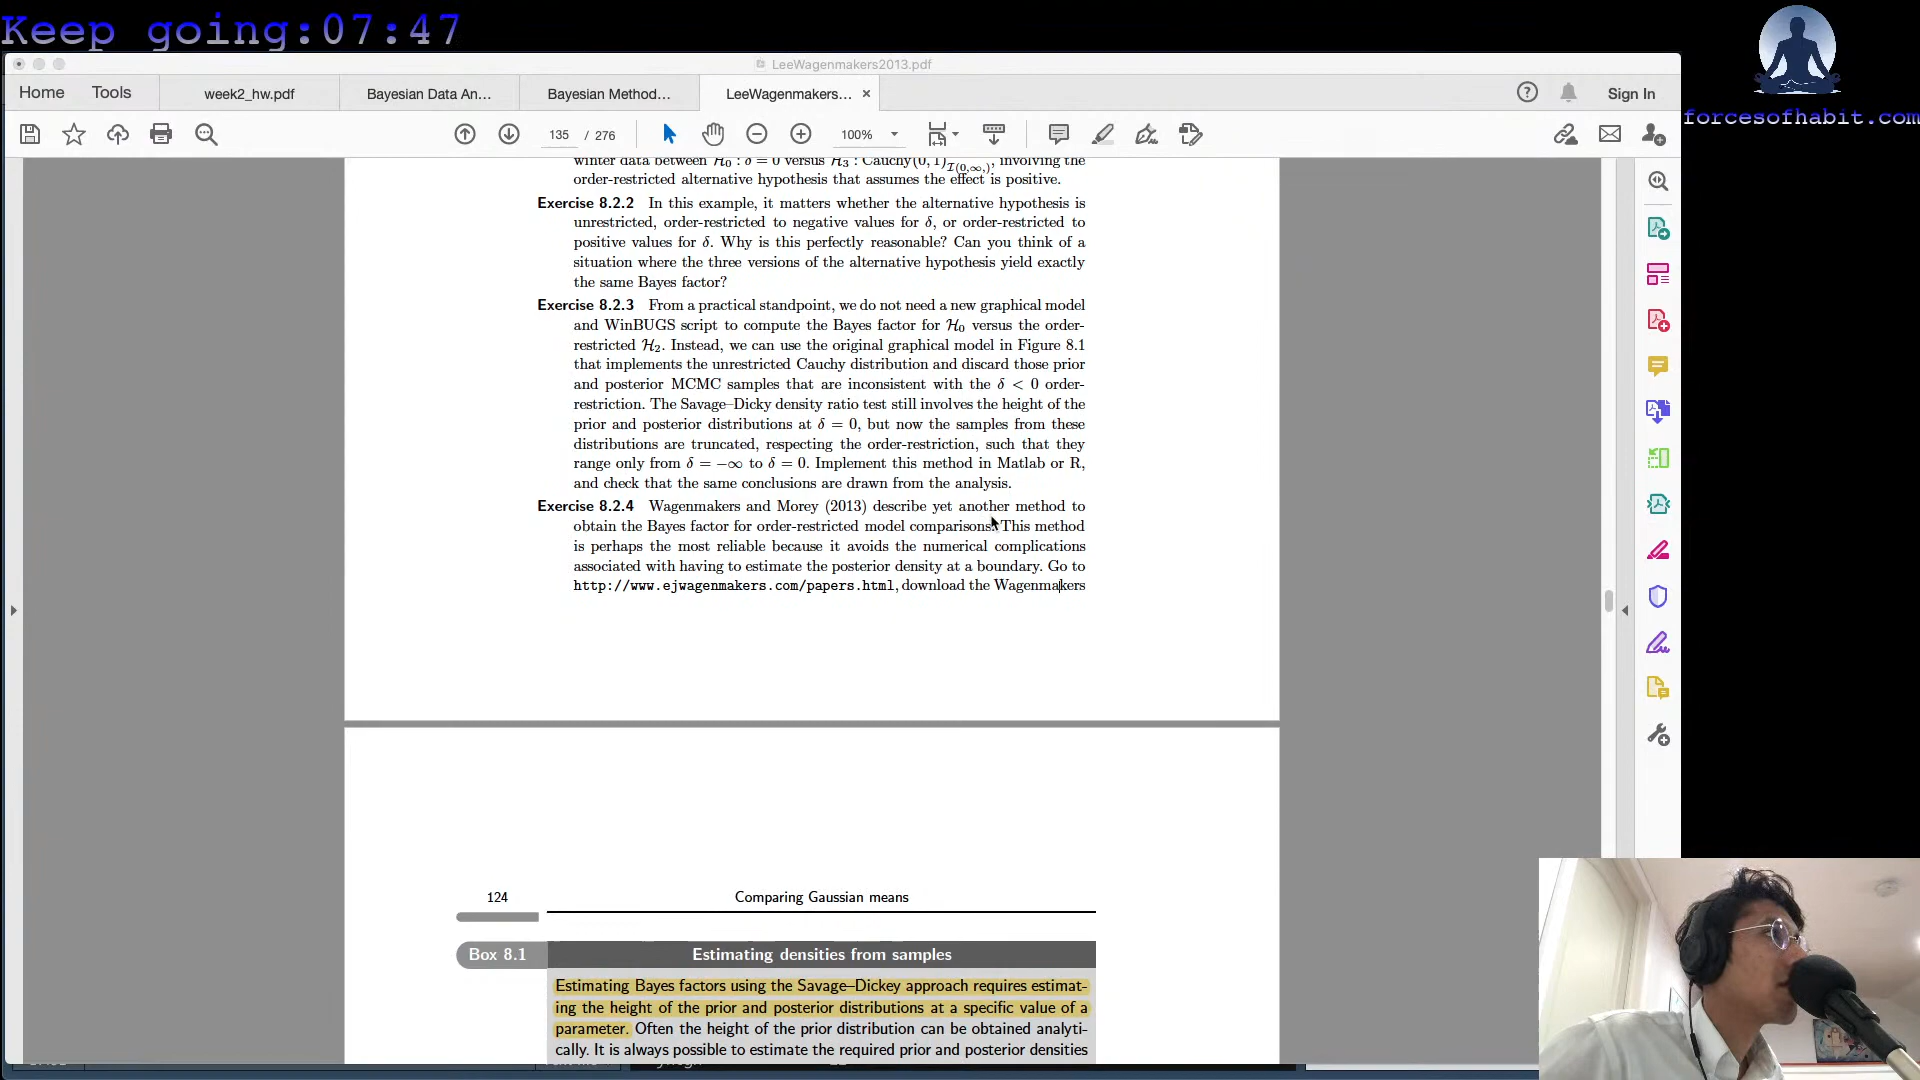 Keep going:07:47
forcesofhabit.com
LeeWagenmakers2013.pdf
Home
Tools
week2_hw.pdf
Bayesian Data An...
Bayesian Method...
LeeWagenmakers...
Sign In
135 / 276
100%
winter data between H₀ : δ = 0 versus H₃ : Cauchy(0, 1)I(0,∞,), involving the
order-restricted alternative hypothesis that assumes the effect is positive.
Exercise 8.2.2 In this example, it matters whether the alternative hypothesis is
unrestricted, order-restricted to negative values for δ, or order-restricted to
positive values for δ. Why is this perfectly reasonable? Can you think of a
situation where the three versions of the alternative hypothesis yield exactly
the same Bayes factor?
Exercise 8.2.3 From a practical standpoint, we do not need a new graphical model
and WinBUGS script to compute the Bayes factor for H₀ versus the order-
restricted H₂. Instead, we can use the original graphical model in Figure 8.1
that implements the unrestricted Cauchy distribution and discard those prior
and posterior MCMC samples that are inconsistent with the δ < 0 order-
restriction. The Savage–Dicky density ratio test still involves the height of the
prior and posterior distributions at δ = 0, but now the samples from these
distributions are truncated, respecting the order-restriction, such that they
range only from δ = −∞ to δ = 0. Implement this method in Matlab or R,
and check that the same conclusions are drawn from the analysis.
Exercise 8.2.4 Wagenmakers and Morey (2013) describe yet another method to
obtain the Bayes factor for order-restricted model comparisons. This method
is perhaps the most reliable because it avoids the numerical complications
associated with having to estimate the posterior density at a boundary. Go to
http://www.ejwagenmakers.com/papers.html, download the Wagenmakers
124
Comparing Gaussian means
Box 8.1
Estimating densities from samples
Estimating Bayes factors using the Savage–Dickey approach requires estimat-
ing the height of the prior and posterior distributions at a specific value of a
parameter. Often the height of the prior distribution can be obtained analyti-
cally. It is always possible to estimate the required prior and posterior densities